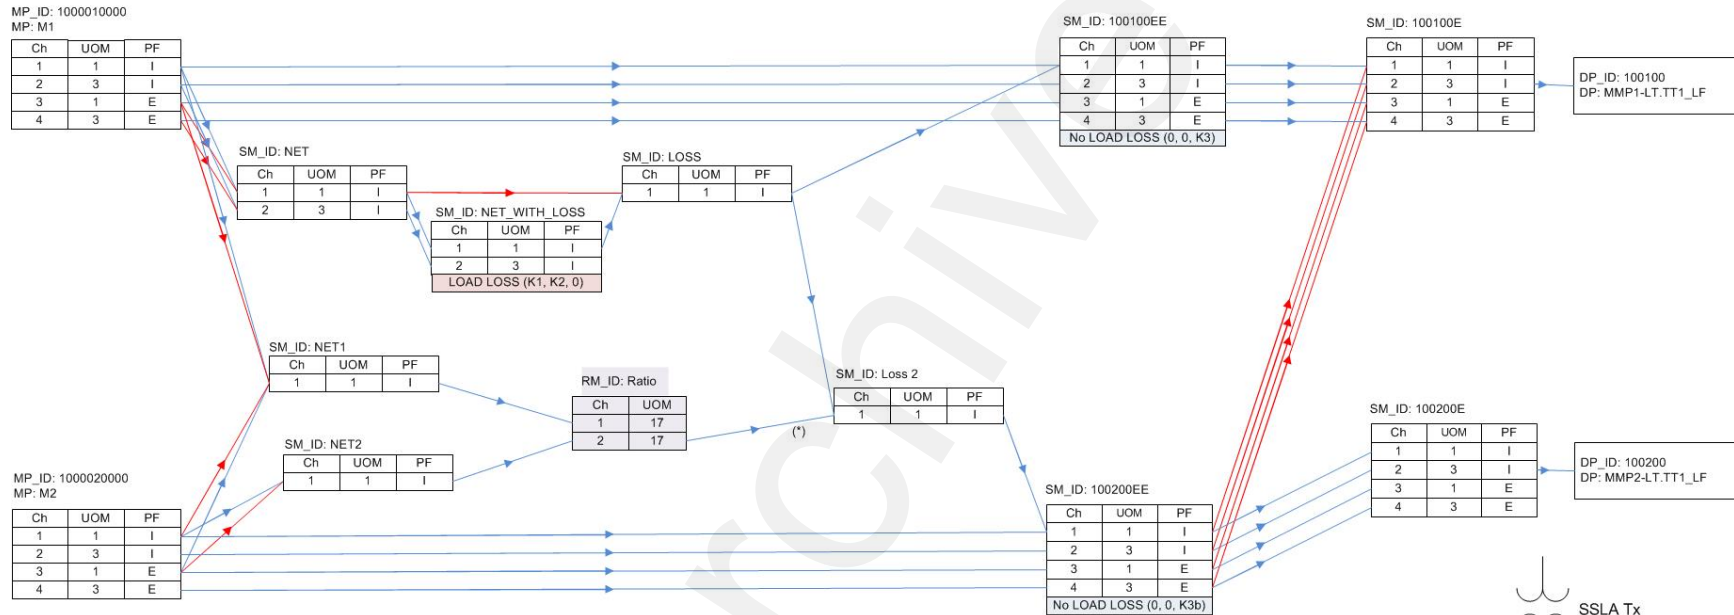 MP_ID: 1000010000
MP: M1
Ch UOM PF
1 1 I
2 3 I
3 1 E
4 3 E
SM_ID: 100100EE
Ch UOM PF
1 1 I
2 3 I
3 1 E
4 3 E
No LOAD LOSS (0, 0, K3)
SM_ID: 100100E
Ch UOM PF
1 1 I
2 3 I
3 1 E
4 3 E
DP_ID: 100100
DP: MMP1-LT.TT1_LF
SM_ID: NET
Ch UOM PF
1 1 I
2 3 I
SM_ID: LOSS
Ch UOM PF
1 1 I
SM_ID: NET_WITH_LOSS
Ch UOM PF
1 1 I
2 3 I
LOAD LOSS (K1, K2, 0)
SM_ID: NET1
Ch UOM PF
1 1 I
RM_ID: Ratio
Ch UOM
1 17
2 17
SM_ID: Loss 2
Ch UOM PF
1 1 I
(*)
SM_ID: NET2
Ch UOM PF
1 1 I
SM_ID: 100200E
Ch UOM PF
1 1 I
2 3 I
3 1 E
4 3 E
DP_ID: 100200
DP: MMP2-LT.TT1_LF
MP_ID: 1000020000
MP: M2
Ch UOM PF
1 1 I
2 3 I
3 1 E
4 3 E
SM_ID: 100200EE
Ch UOM PF
1 1 I
2 3 I
3 1 E
4 3 E
No LOAD LOSS (0, 0, K3b)
SSLA Tx
rchive